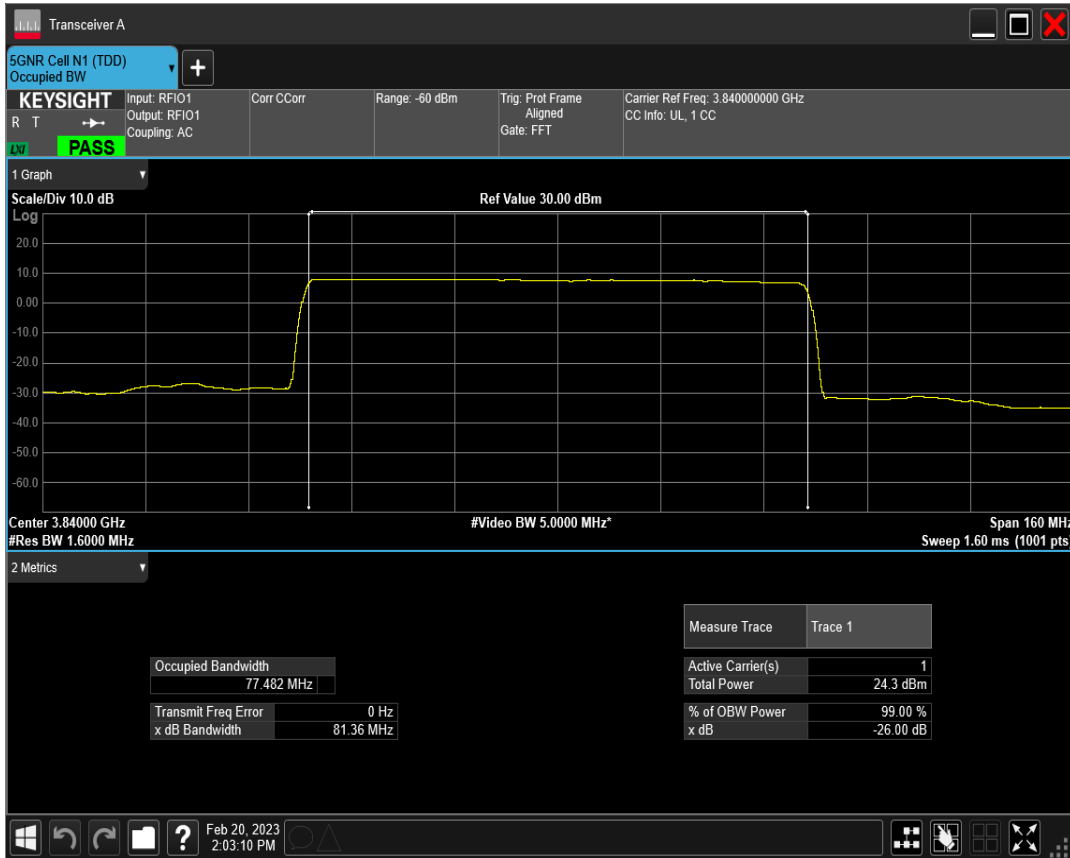 Transceiver A
5GNR Cell N1 (TDD)
Occupied BW
+
KEYSIGHT
R T
LXI
PASS
Input: RFIO1
Output: RFIO1
Coupling: AC
Corr CCorr
Range: -60 dBm
Trig: Prot Frame
Aligned
Gate: FFT
Carrier Ref Freq: 3.840000000 GHz
CC Info: UL, 1 CC
1 Graph
Scale/Div 10.0 dB
Ref Value 30.00 dBm
Log
20.0
10.0
0.00
-10.0
-20.0
-30.0
-40.0
-50.0
-60.0
Center 3.84000 GHz
#Video BW 5.0000 MHz*
Span 160 MHz
#Res BW 1.6000 MHz
Sweep 1.60 ms (1001 pts)
2 Metrics
Measure Trace Trace 1
Occupied Bandwidth
77.482 MHz
Active Carrier(s) 1
Total Power 24.3 dBm
Transmit Freq Error 0 Hz
x dB Bandwidth 81.36 MHz
% of OBW Power 99.00 %
x dB -26.00 dB
?
Feb 20, 2023
2:03:10 PM